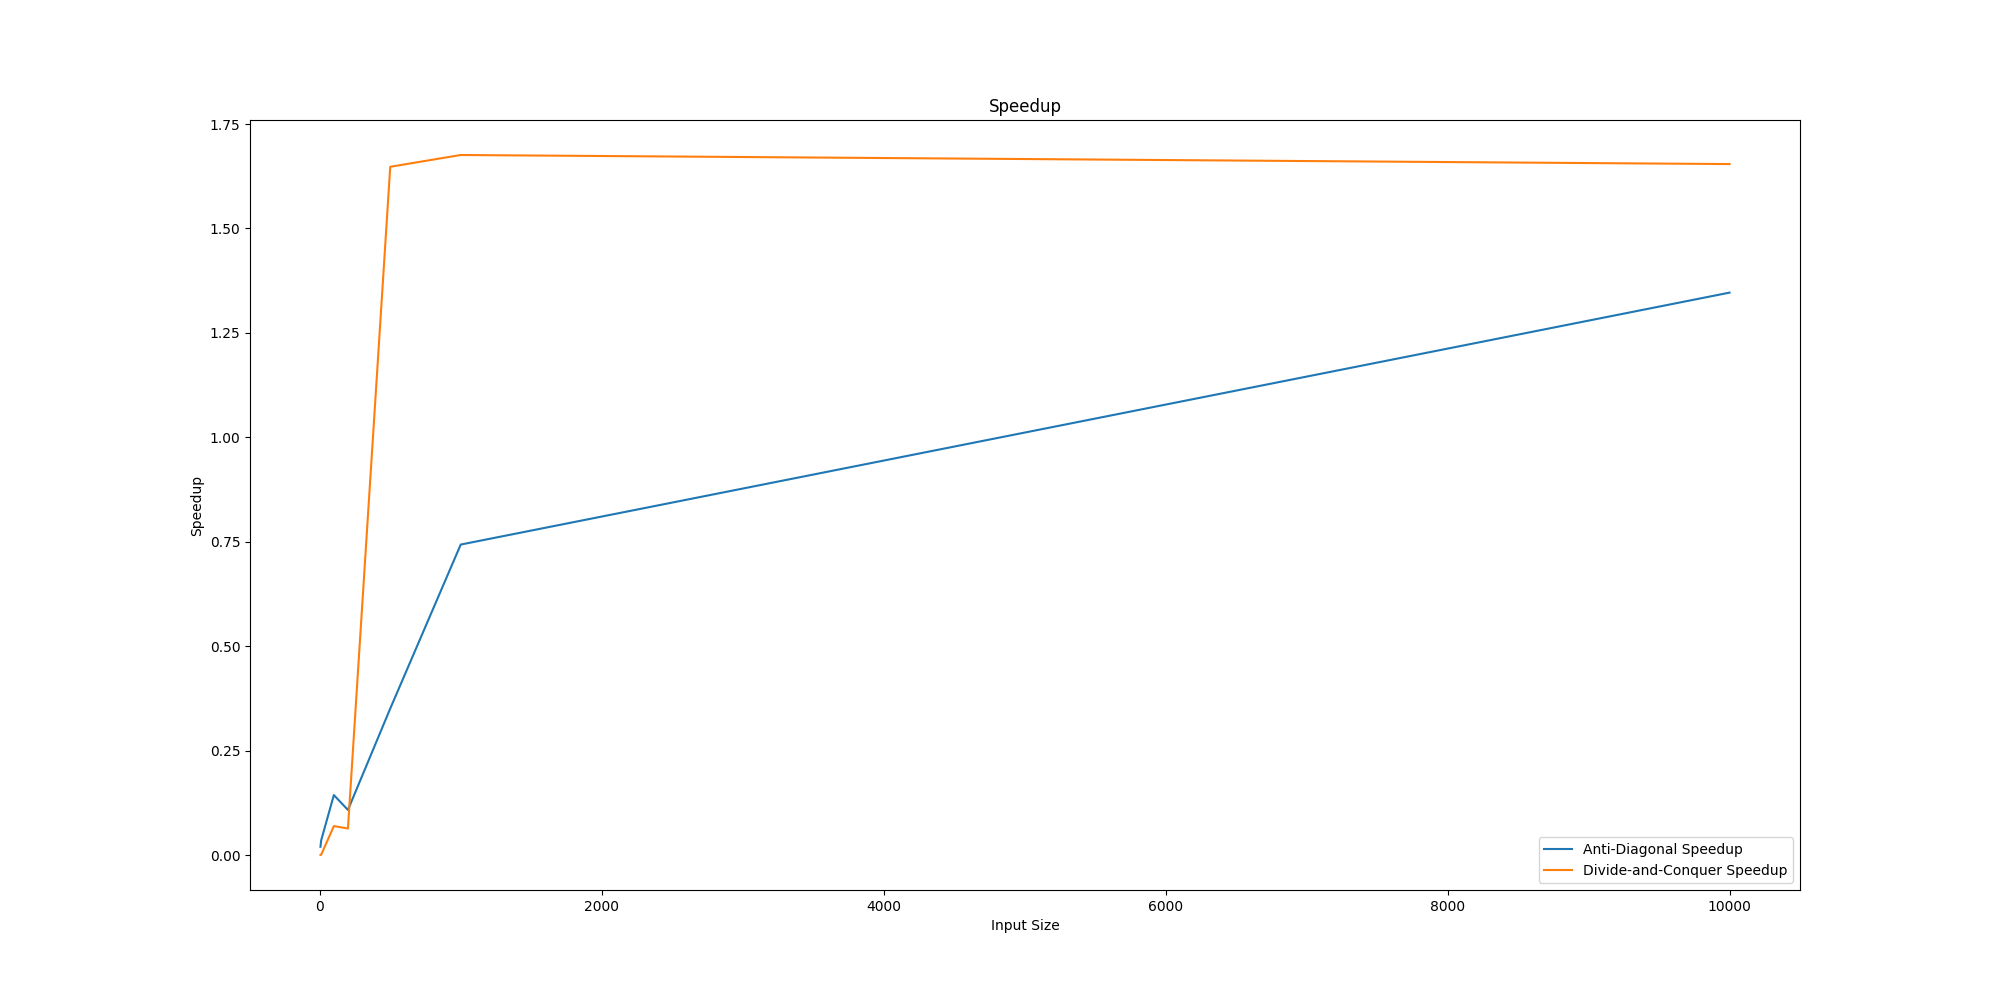 Speedup
1.75
1.50
1.25
1.00
0.75
0.50
0.25
0.00
Speedup
0 2000 4000 6000 8000 10000
Input Size
Anti-Diagonal Speedup
Divide-and-Conquer Speedup